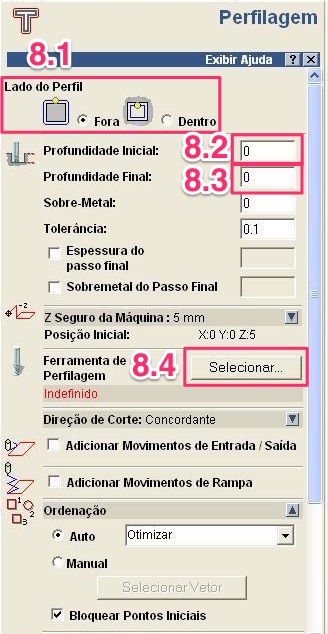 Perfilagem
8.1
Exibir Ajuda ? X
Lado do Perfil
Fora Dentro
Profundidade Inicial: 8.2 0
Profundidade Final: 8.3 0
Sobre-Metal: 0
Tolerância: 0.1
Espessura do
passo final
Sobremetal do Passo Final
Z Seguro da Máquina : 5 mm
Posição Inicial: X:0 Y:0 Z:5
Ferramenta de
Perfilagem 8.4 Selecionar...
Indefinido
Direção de Corte: Concordante
Adicionar Movimentos de Entrada / Saída
Adicionar Movimentos de Rampa
Ordenação
Auto Otimizar
Manual
Selecionar Vetor
Bloquear Pontos Iniciais